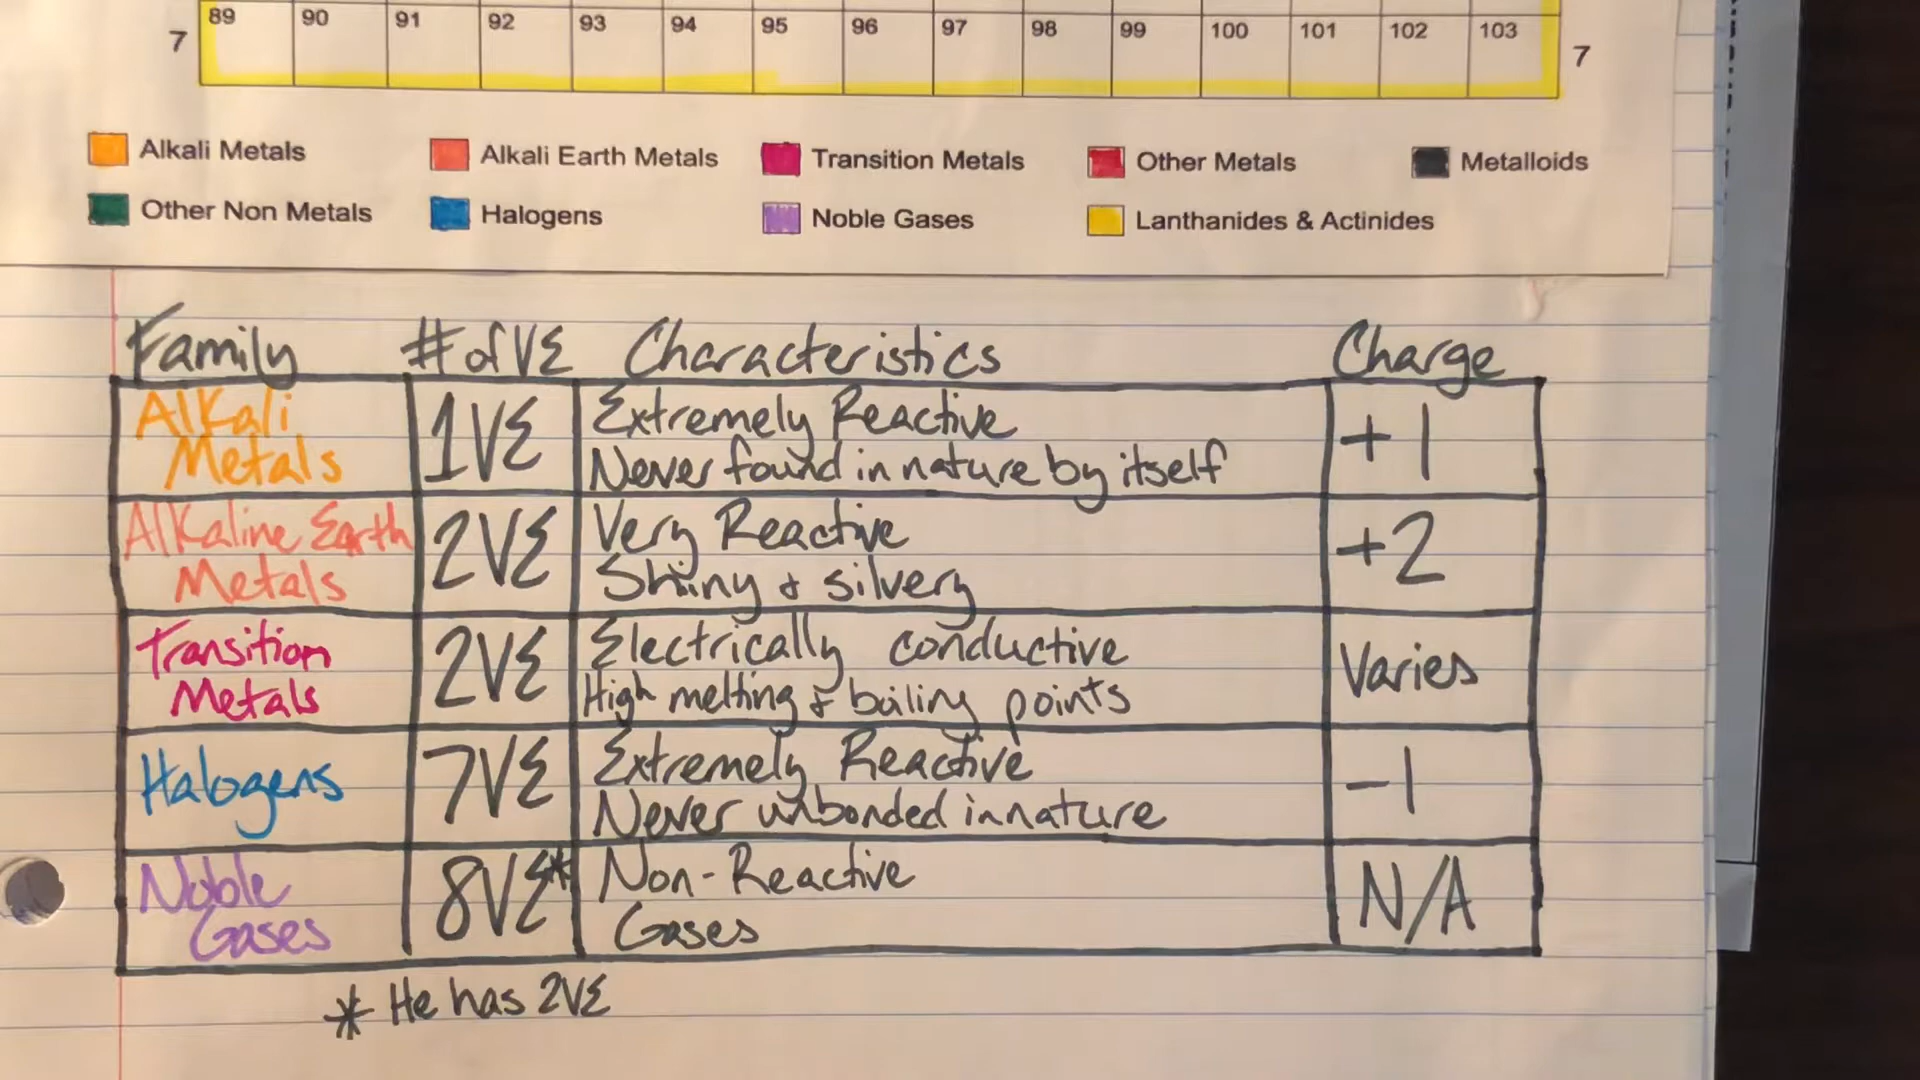 7 89 90 91 92 93 94 95 96 97 98 99 100 101 102 103 7
Alkali Metals Alkali Earth Metals Transition Metals Other Metals Metalloids
Other Non Metals Halogens Noble Gases Lanthanides & Actinides
Family # of VE Characteristics Charge
Alkali Metals 1VE Extremely Reactive
Never found in nature by itself +1
Alkaline Earth Metals 2VE Very Reactive
Shiny & silvery +2
Transition Metals 2VE Electrically conductive
High melting & boiling points Varies
Halogens 7VE Extremely Reactive
Never unbonded in nature -1
Noble Gases 8VE* Non-Reactive
Gases N/A
* He has 2VE